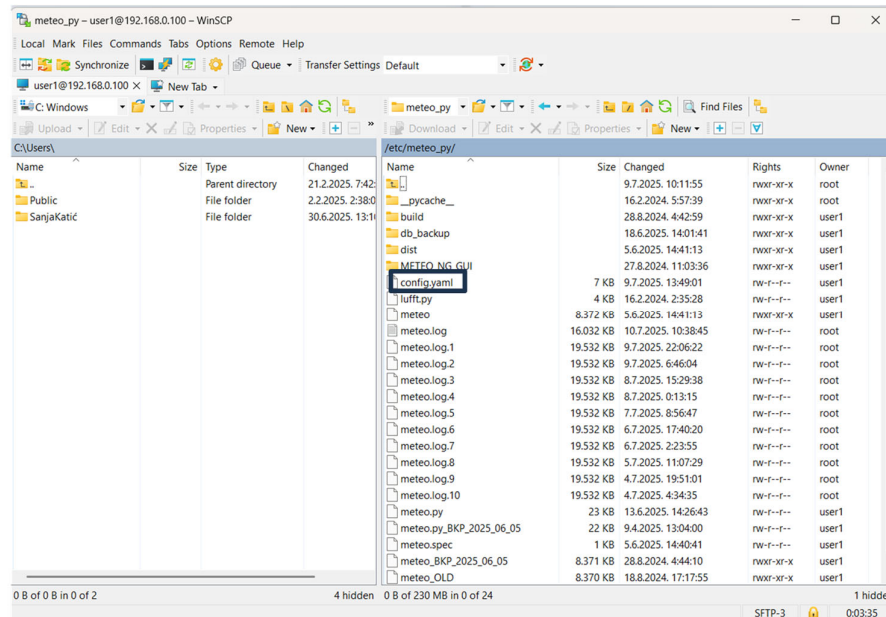 meteo_py – user1@192.168.0.100 – WinSCP
Local Mark Files Commands Tabs Options Remote Help
Synchronize Queue Transfer Settings Default
user1@192.168.0.100 × New Tab
C: Windows meteo_py Find Files
Upload Edit Properties New » Download Edit Properties New
C:\Users\ /etc/meteo_py/
Name Size Type Changed Name Size Changed Rights Owner
.. Parent directory 21.2.2025. 7:42: .. 9.7.2025. 10:11:55 rwxr-xr-x root
Public File folder 2.2.2025. 2:38:0 __pycache__ 16.2.2024. 5:57:39 rwxr-xr-x root
SanjaKatić File folder 30.6.2025. 13:1 build 28.8.2024. 4:42:59 rwxr-xr-x user1
db_backup 18.6.2025. 14:01:41 rwxr-xr-x user1
dist 5.6.2025. 14:41:13 rwxr-xr-x user1
METEO_NG_GUI 27.8.2024. 11:03:36 rwxr-xr-x user1
config.yaml 7 KB 9.7.2025. 13:49:01 rw-r--r-- user1
lufft.py 4 KB 16.2.2024. 2:35:28 rw-r--r-- user1
meteo 8.372 KB 5.6.2025. 14:41:13 rwxr-xr-x user1
meteo.log 16.032 KB 10.7.2025. 10:38:45 rw-r--r-- root
meteo.log.1 19.532 KB 9.7.2025. 22:06:22 rw-r--r-- root
meteo.log.2 19.532 KB 9.7.2025. 6:46:04 rw-r--r-- root
meteo.log.3 19.532 KB 8.7.2025. 15:29:38 rw-r--r-- root
meteo.log.4 19.532 KB 8.7.2025. 0:13:15 rw-r--r-- root
meteo.log.5 19.532 KB 7.7.2025. 8:56:47 rw-r--r-- root
meteo.log.6 19.532 KB 6.7.2025. 17:40:20 rw-r--r-- root
meteo.log.7 19.532 KB 6.7.2025. 2:23:55 rw-r--r-- root
meteo.log.8 19.532 KB 5.7.2025. 11:07:29 rw-r--r-- root
meteo.log.9 19.532 KB 4.7.2025. 19:51:01 rw-r--r-- root
meteo.log.10 19.532 KB 4.7.2025. 4:34:35 rw-r--r-- root
meteo.py 23 KB 13.6.2025. 14:26:43 rw-r--r-- user1
meteo.py_BKP_2025_06_05 22 KB 9.4.2025. 13:04:00 rw-r--r-- user1
meteo.spec 1 KB 5.6.2025. 14:40:41 rw-r--r-- user1
meteo_BKP_2025_06_05 8.371 KB 28.8.2024. 4:44:10 rwxr-xr-x user1
meteo_OLD 8.370 KB 18.8.2024. 17:17:55 rwxr-xr-x user1
0 B of 0 B in 0 of 2 4 hidden 0 B of 230 MB in 0 of 24 1 hidde
SFTP-3 0:03:35